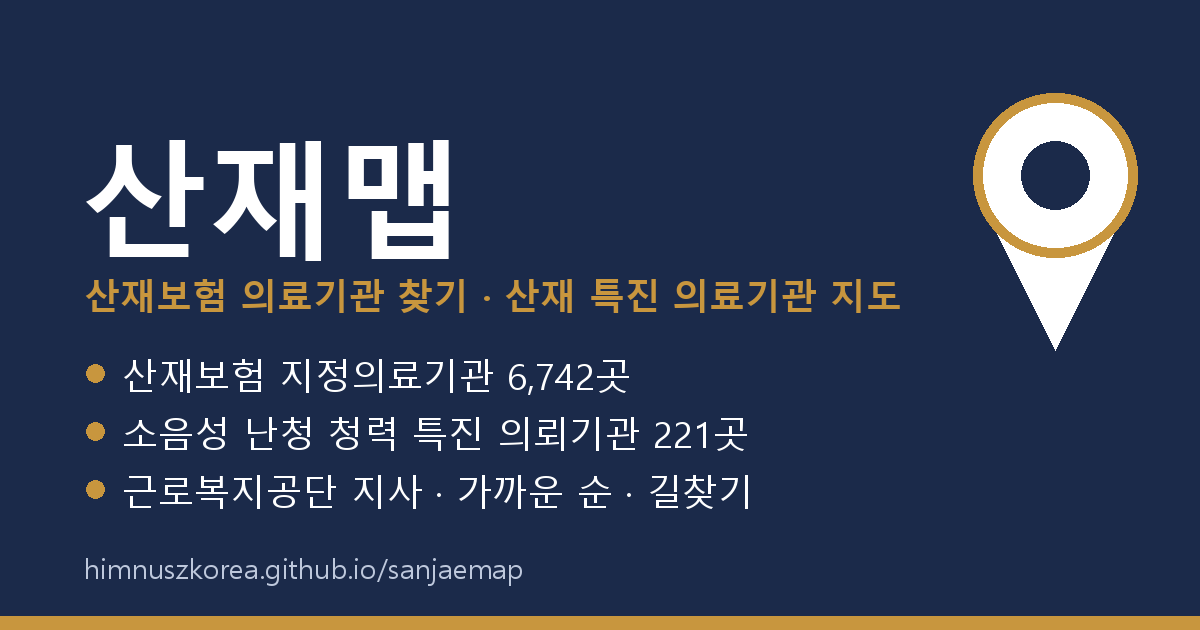 산재맵
산재보험 의료기관 찾기 · 산재 특진 의료기관 지도
산재보험 지정의료기관 6,742곳
소음성 난청 청력 특진 의뢰기관 221곳
근로복지공단 지사 · 가까운 순 · 길찾기
himnuszkorea.github.io/sanjaemap